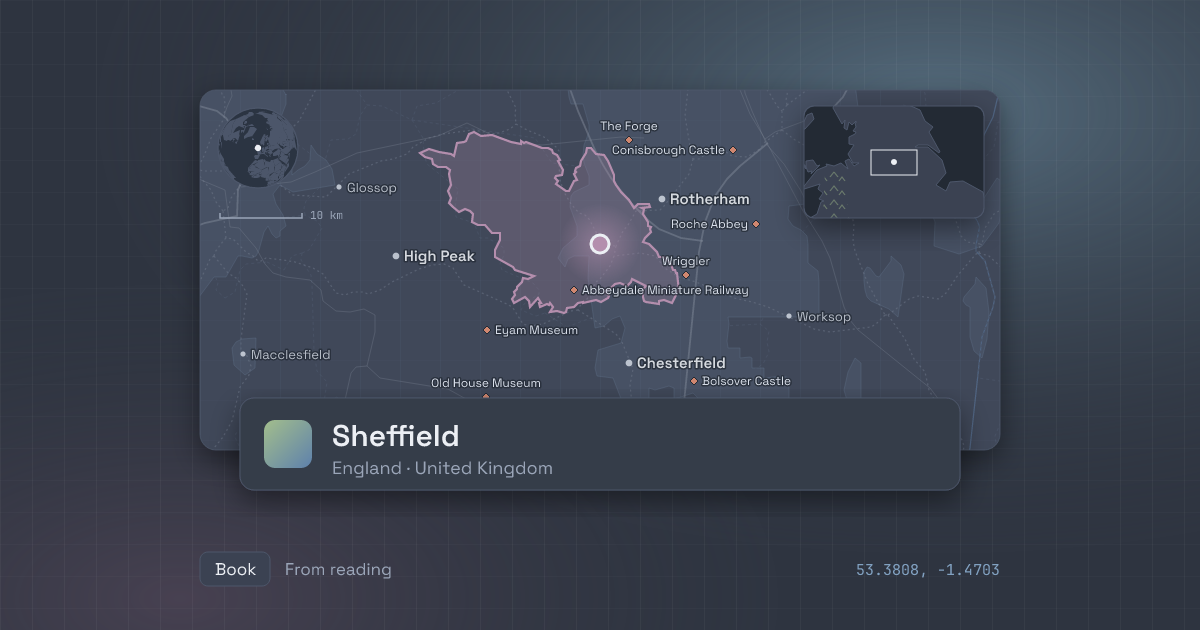 The Forge
Conisbrough Castle
Glossop
Rotherham
10 km
Roche Abbey
High Peak
Wriggler
Abbeydale Miniature Railway
Worksop
Eyam Museum
Macclesfield
Chesterfield
Old House Museum
Bolsover Castle
Sheffield
England · United Kingdom
Book
From reading
53.3808, -1.4703